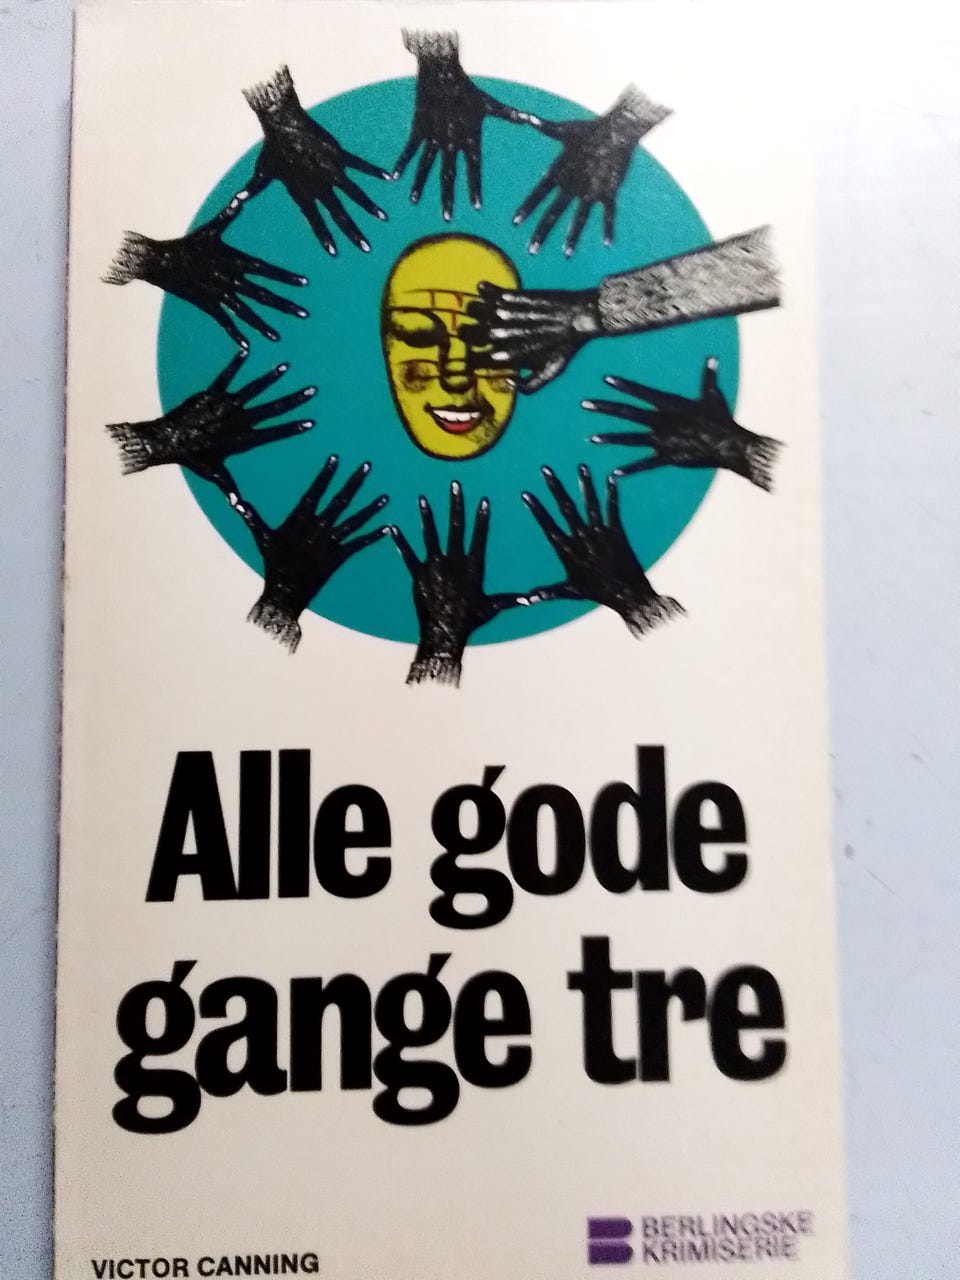 Alle gode
gange tre
VICTOR CANNING
BERLINGSKE
KRIMISERIE